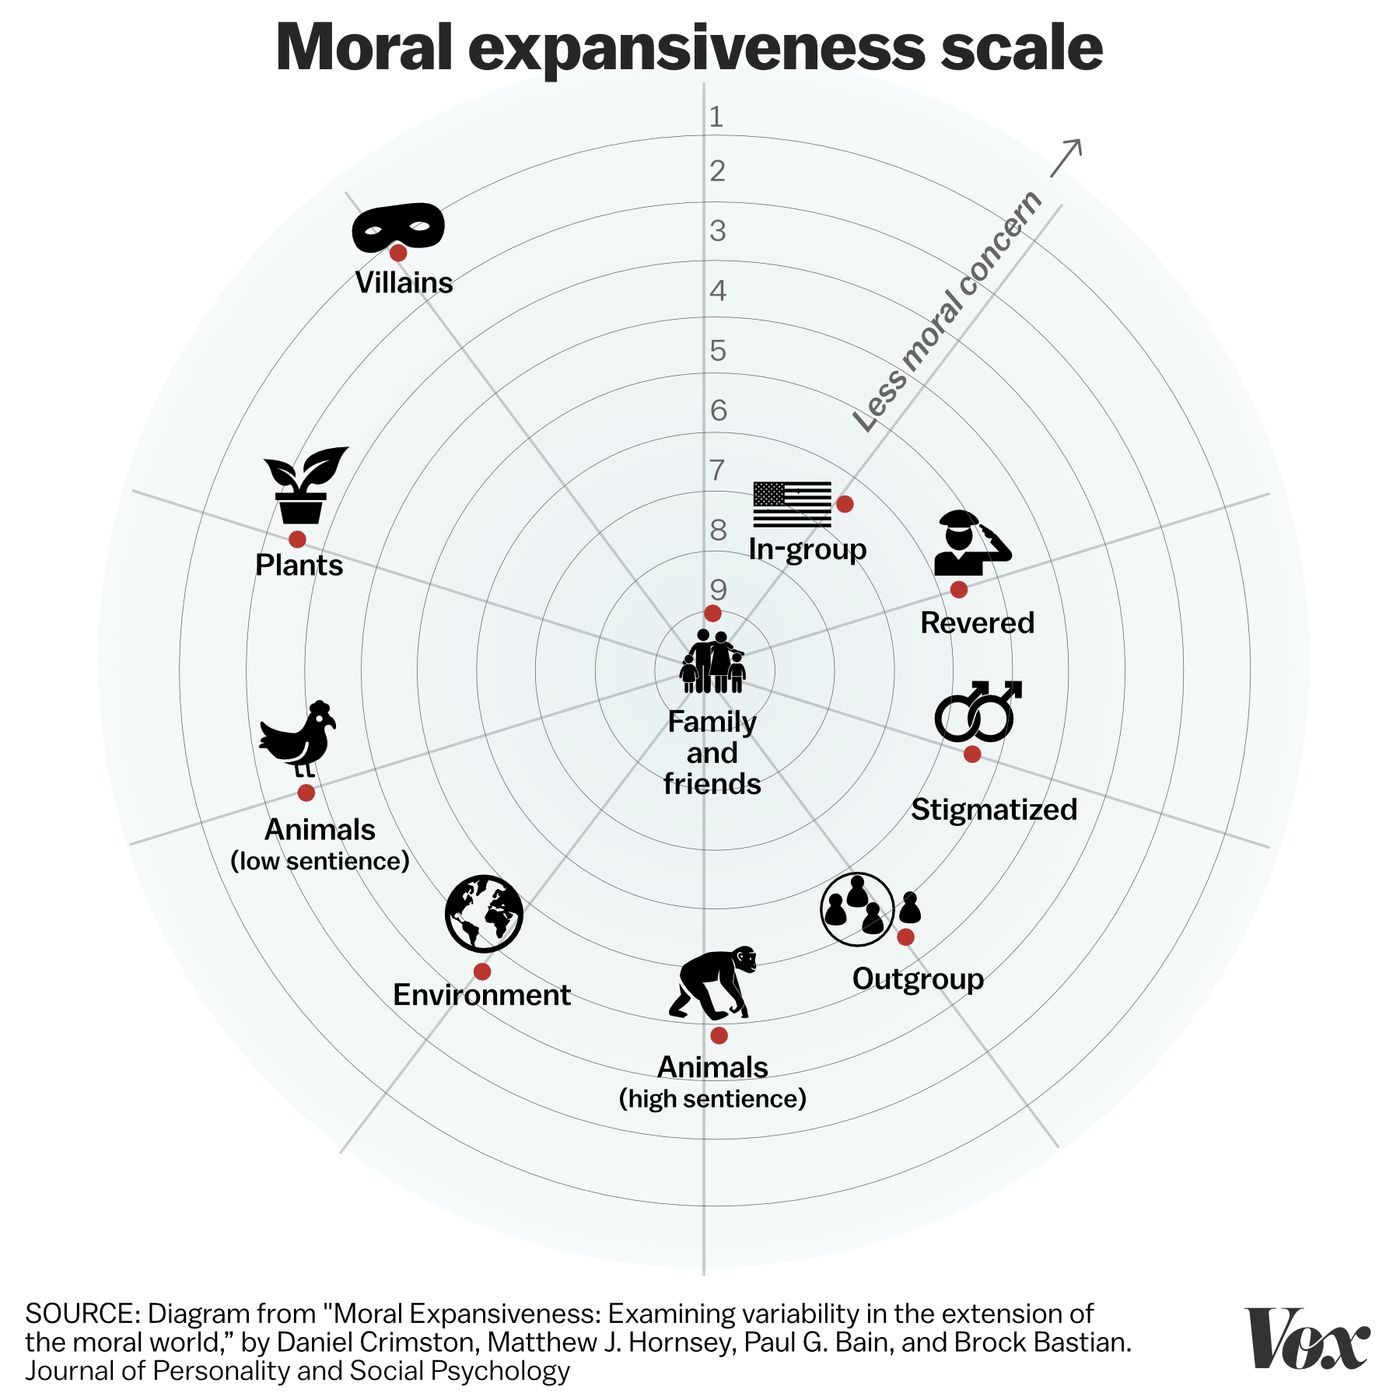 Moral expansiveness scale
1
2
3
4
5
6
7
8
9
Less moral concern
Villains
Plants
In-group
Revered
Family
and
friends
Stigmatized
Animals
(low sentience)
Environment
Outgroup
Animals
(high sentience)
SOURCE: Diagram from "Moral Expansiveness: Examining variability in the extension of
the moral world,” by Daniel Crimston, Matthew J. Hornsey, Paul G. Bain, and Brock Bastian.
Journal of Personality and Social Psychology
Vox